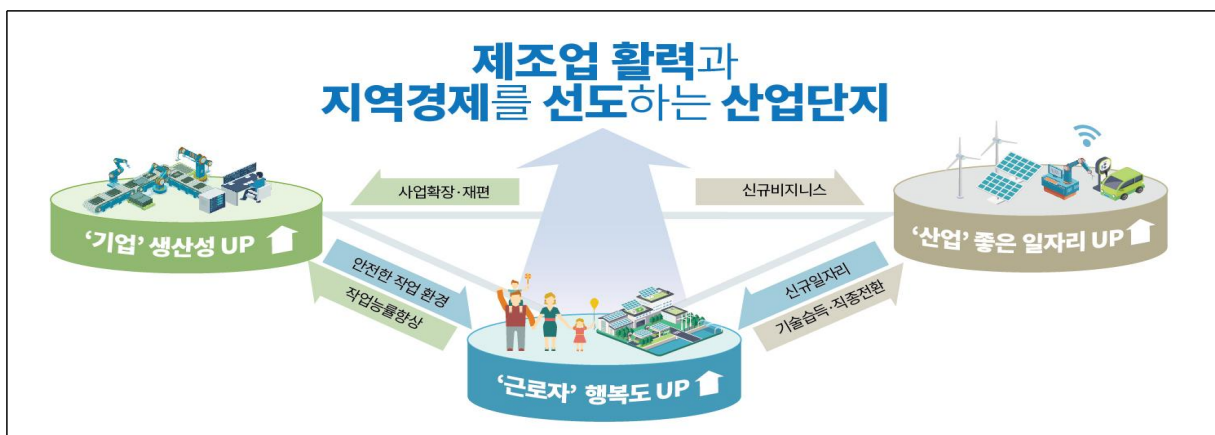 제조업 활력과
지역경제를 선도하는 산업단지
사업확장·재편
신규비지니스
'기업' 생산성 UP
'산업' 좋은 일자리 UP
안전한 작업 환경
작업능률향상
신규일자리
기술습득·직종전환
'근로자' 행복도 UP